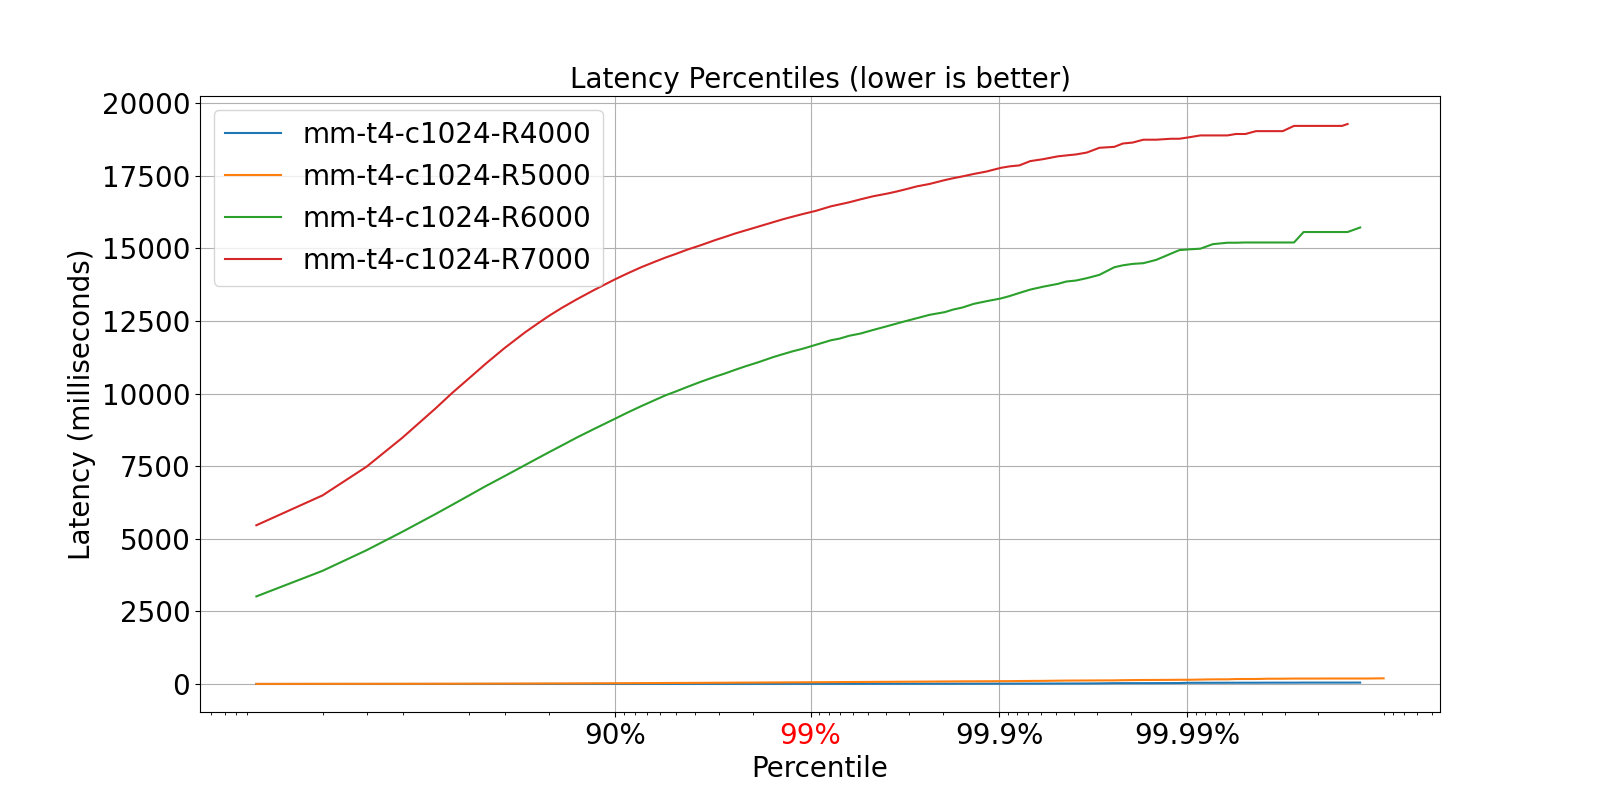 Latency Percentiles (lower is better)
20000
17500
15000
12500
10000
7500
5000
2500
0
Latency (milliseconds)
mm-t4-c1024-R4000
mm-t4-c1024-R5000
mm-t4-c1024-R6000
mm-t4-c1024-R7000
90% 99% 99.9% 99.99%
Percentile